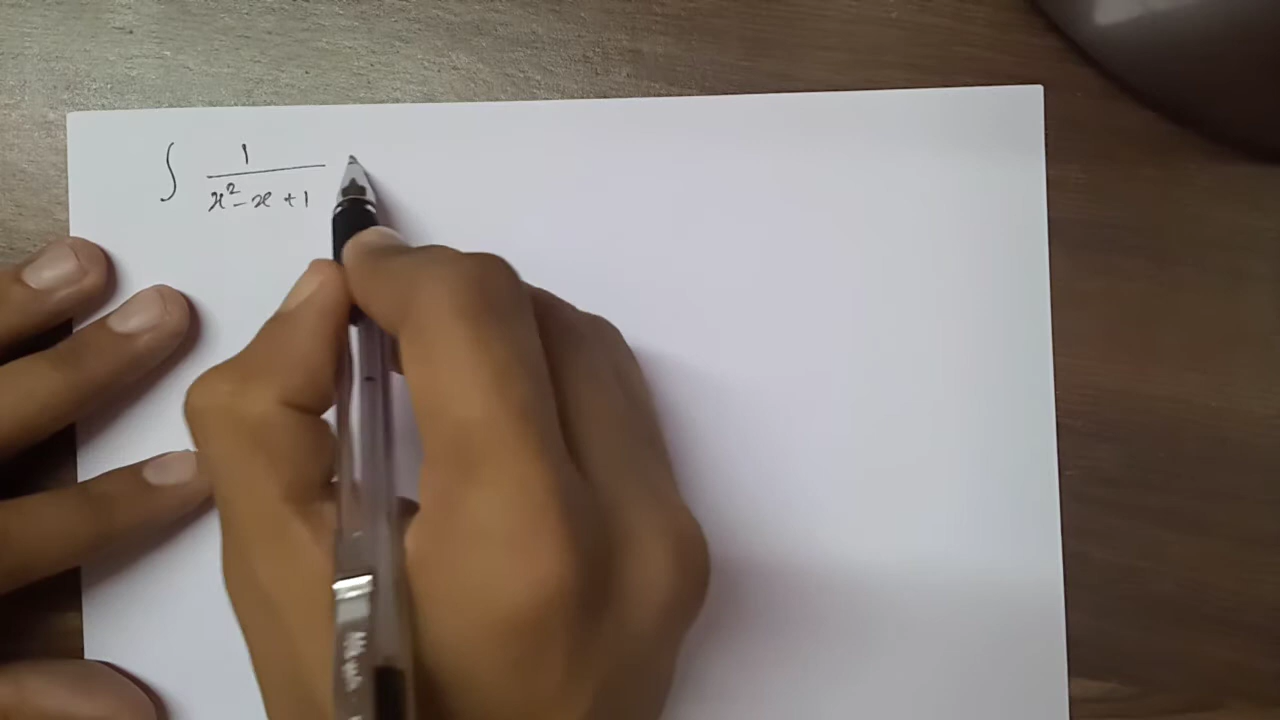 ∫ 1/(x²-x+1)